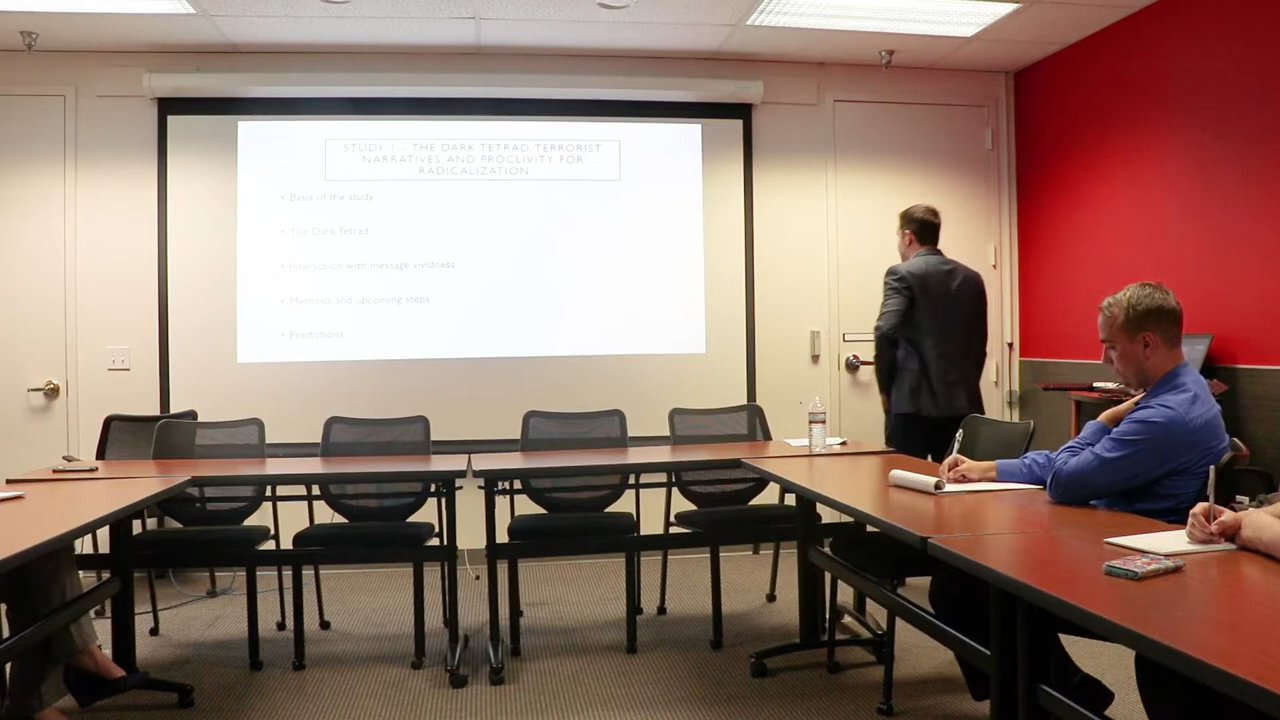 STUDY 1 – THE DARK TETRAD TERRORIST
NARRATIVES AND PROCLIVITY FOR
RADICALIZATION
• Basis of the study
• The Dark Tetrad
• Interaction with message vividness
• Methods and upcoming steps
• Predictions